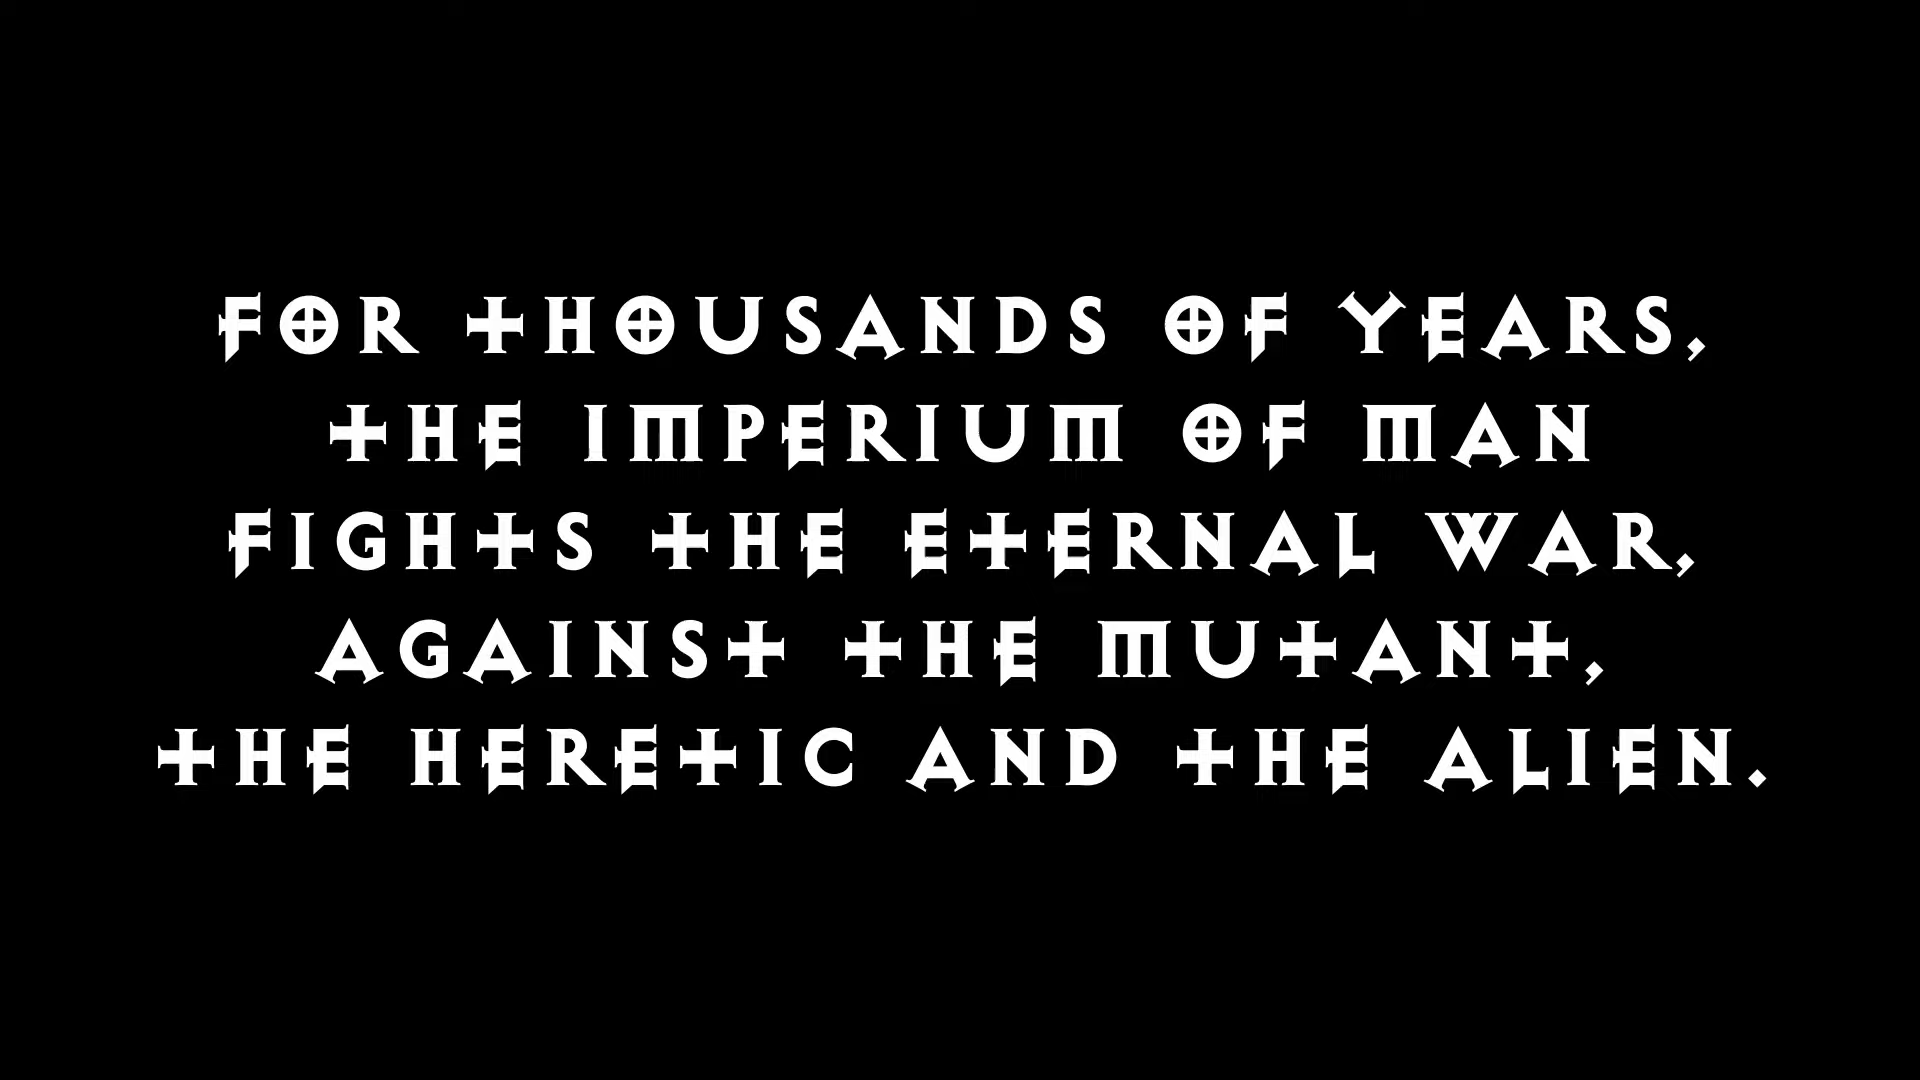 FOR THOUSANDS OF YEARS,
THE IMPERIUM OF MAN
FIGHTS THE ETERNAL WAR,
AGAINST THE MUTANT,
THE HERETIC AND THE ALIEN.